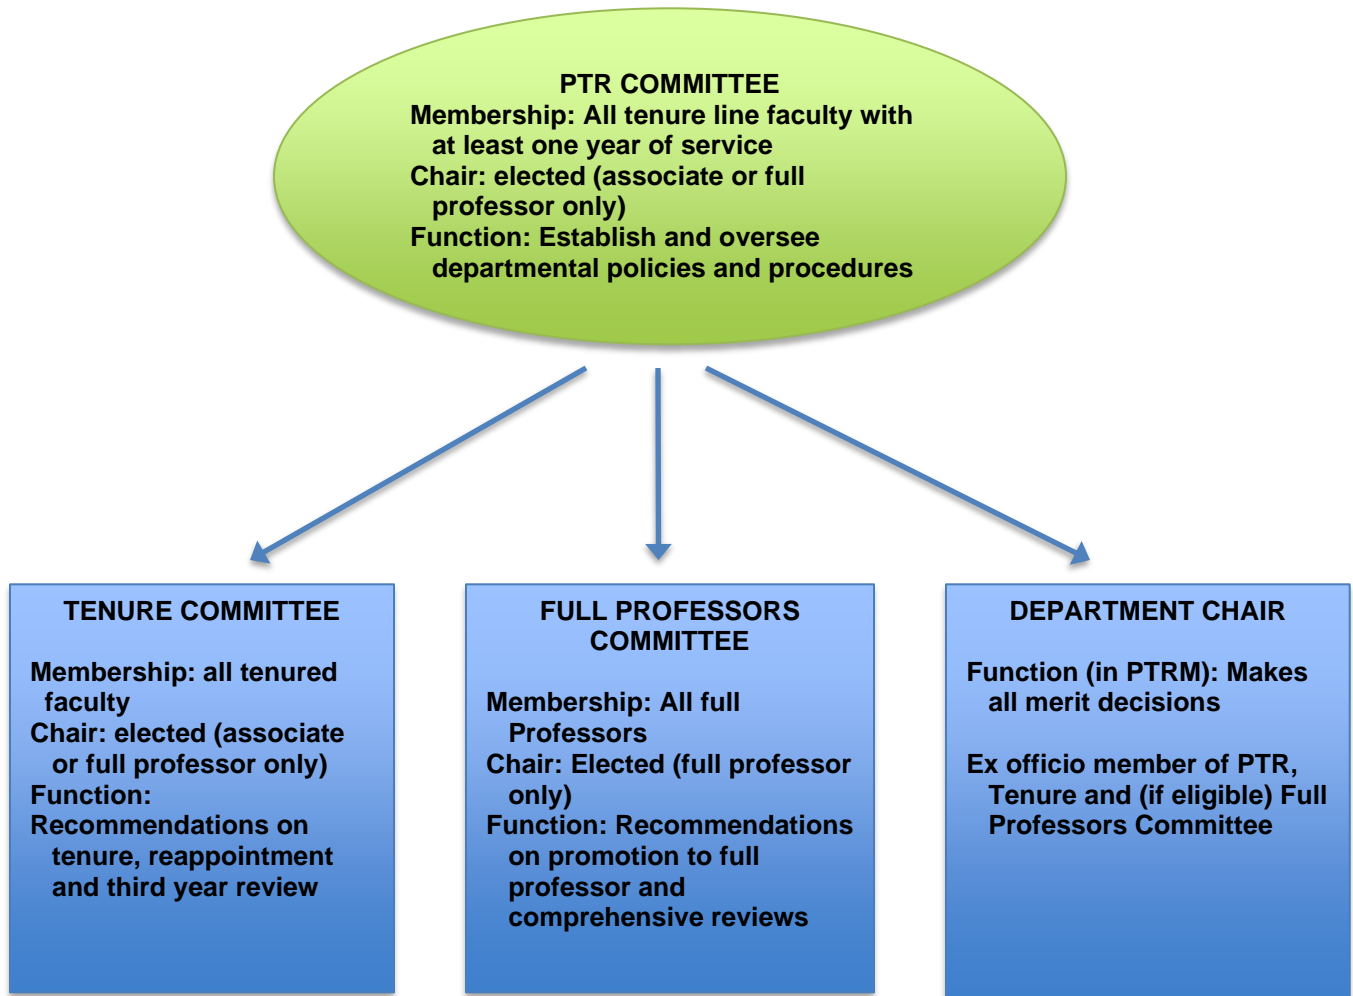 PTR COMMITTEE
Membership: All tenure line faculty with
at least one year of service
Chair: elected (associate or full
professor only)
Function: Establish and oversee
departmental policies and procedures
TENURE COMMITTEE
Membership: all tenured
faculty
Chair: elected (associate
or full professor only)
Function:
Recommendations on
tenure, reappointment
and third year review
FULL PROFESSORS
COMMITTEE
Membership: All full
Professors
Chair: Elected (full professor
only)
Function: Recommendations
on promotion to full
professor and
comprehensive reviews
DEPARTMENT CHAIR
Function (in PTRM): Makes
all merit decisions
Ex officio member of PTR,
Tenure and (if eligible) Full
Professors Committee